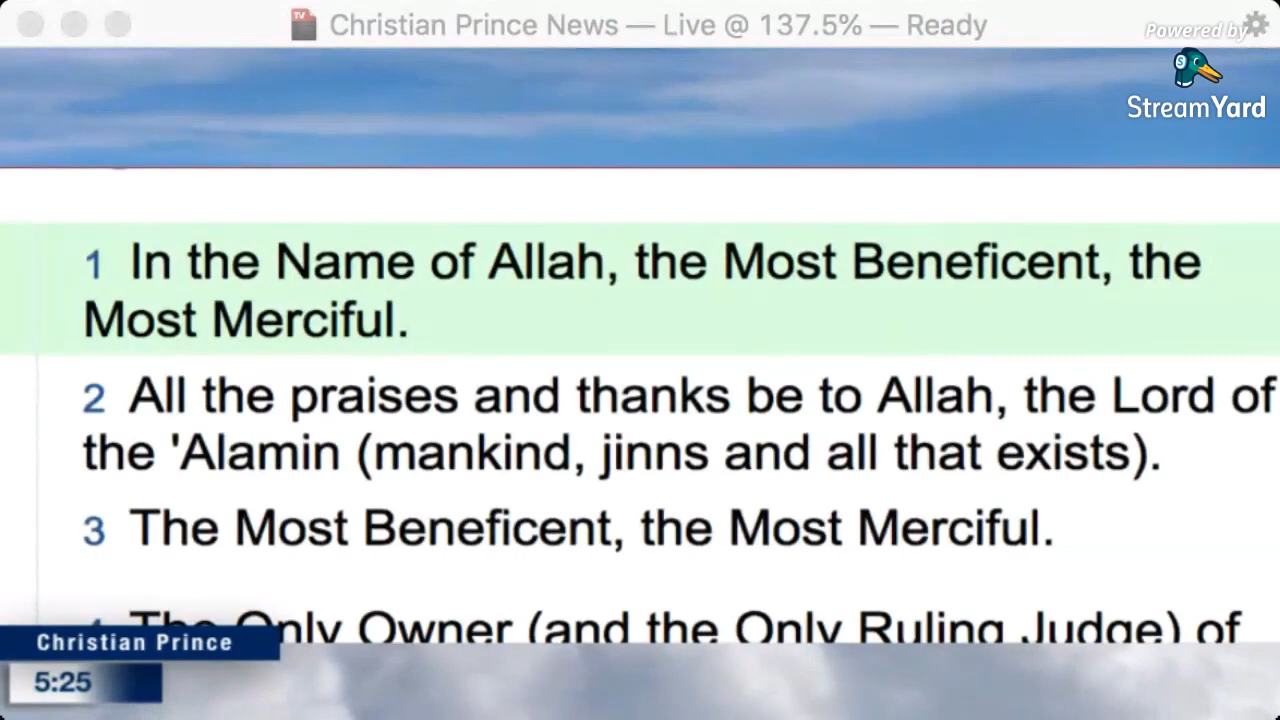 Christian Prince News — Live @ 137.5% — Ready
Powered by
StreamYard
1 In the Name of Allah, the Most Beneficent, the
Most Merciful.
2 All the praises and thanks be to Allah, the Lord of
the 'Alamin (mankind, jinns and all that exists).
3 The Most Beneficent, the Most Merciful.
The Only Owner (and the Only Ruling Judge) of
Christian Prince
5:25